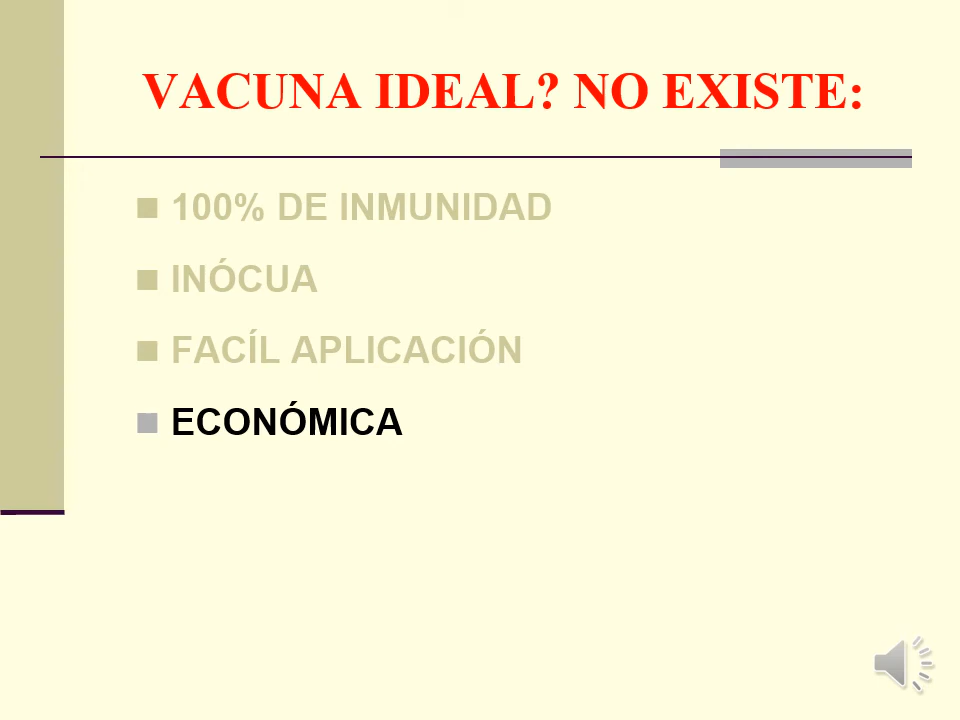 VACUNA IDEAL? NO EXISTE:
100% DE INMUNIDAD
INÓCUA
FACÍL APLICACIÓN
ECONÓMICA